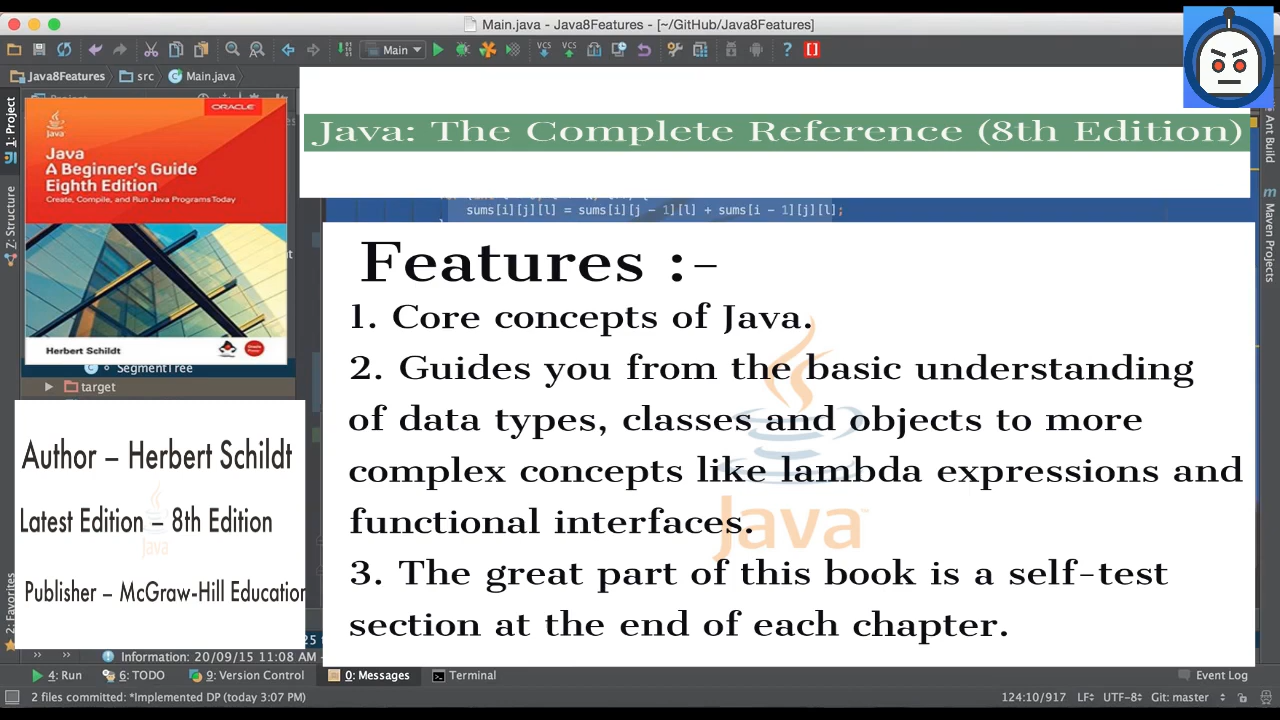 Main.java - Java8Features - [~/GitHub/Java8Features]
Main
VCS VCS ?
Java8Features src Main.java
1: Project
Z: Structure
2: Favorites
Ant Build
m Maven Projects
ORACLE
Java
Java
A Beginner's Guide
Eighth Edition
Create, Compile, and Run Java Programs Today
Herbert Schildt
SegmentTree
target
Java: The Complete Reference (8th Edition)
sums[i][j][l] = sums[i][j - 1][l] + sums[i - 1][j][l];
Features :-
1. Core concepts of Java.
2. Guides you from the basic understanding
of data types, classes and objects to more
complex concepts like lambda expressions and
functional interfaces.
3. The great part of this book is a self-test
section at the end of each chapter.
Java™
Author – Herbert Schildt
Latest Edition – 8th Edition
Java
Publisher – McGraw-Hill Education
Information: 20/09/15 11:08 AM
4: Run 6: TODO 9: Version Control 0: Messages Terminal Event Log
2 files committed: *Implemented DP (today 3:07 PM) 124:10/917 LF÷ UTF-8÷ Git: master